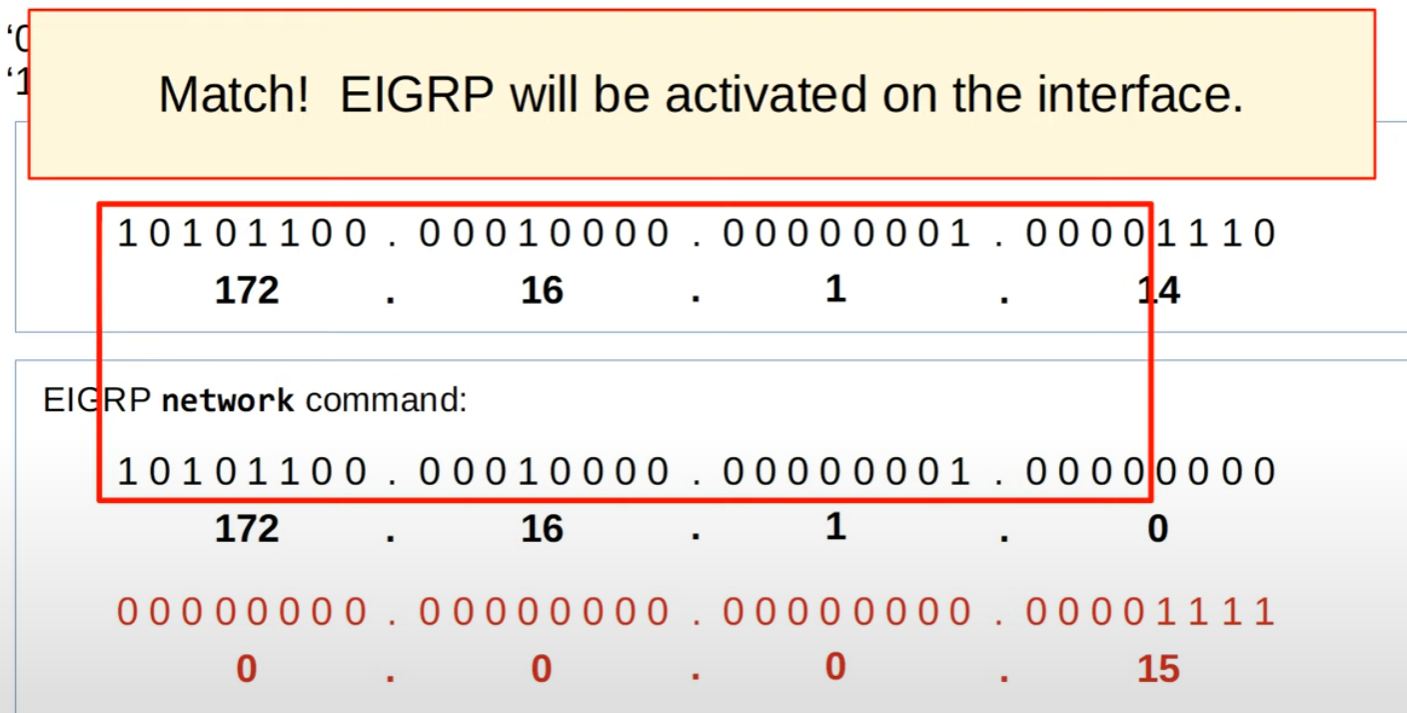 ‘0
‘1
Match! EIGRP will be activated on the interface.
1 0 1 0 1 1 0 0 . 0 0 0 1 0 0 0 0 . 0 0 0 0 0 0 0 1 . 0 0 0 0 1 1 1 0
172 . 16 . 1 . 14
EIGRP network command:
1 0 1 0 1 1 0 0 . 0 0 0 1 0 0 0 0 . 0 0 0 0 0 0 0 1 . 0 0 0 0 0 0 0 0
172 . 16 . 1 . 0
0 0 0 0 0 0 0 0 . 0 0 0 0 0 0 0 0 . 0 0 0 0 0 0 0 0 . 0 0 0 0 1 1 1 1
0 . 0 . 0 . 15